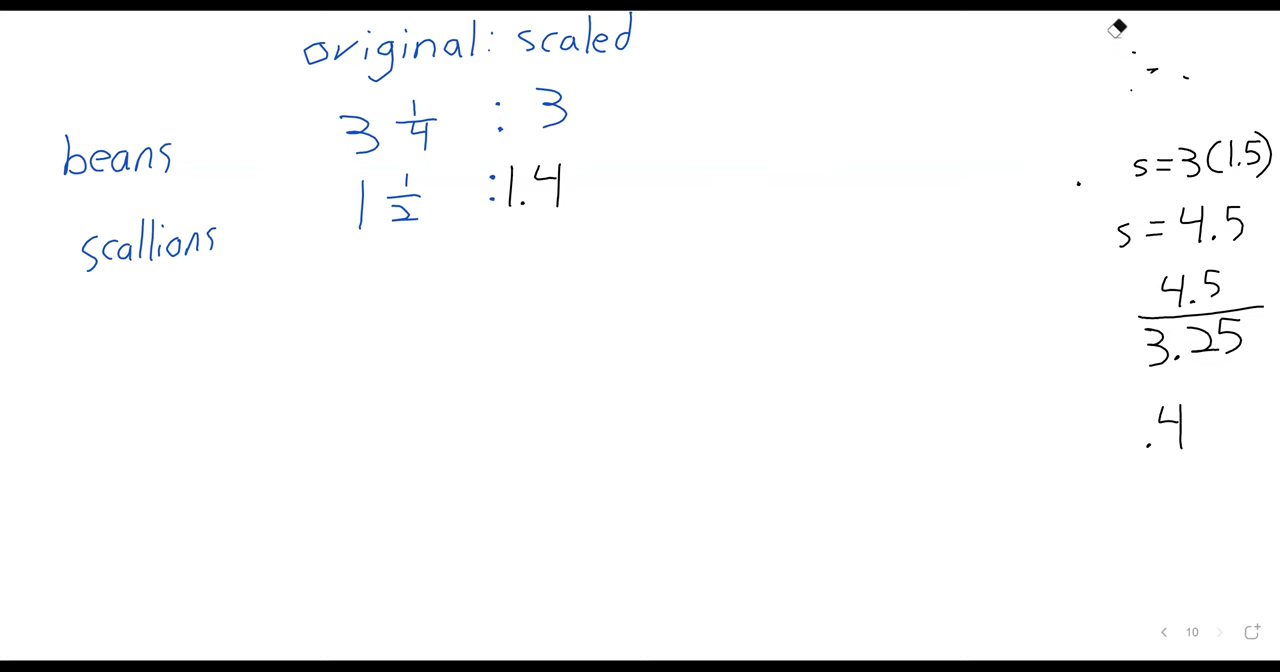 original: scaled
beans 3 1/4 : 3
scallions 1 1/2 : 1.4
s=3(1.5)
s=4.5
4.5
3.25
.4
10